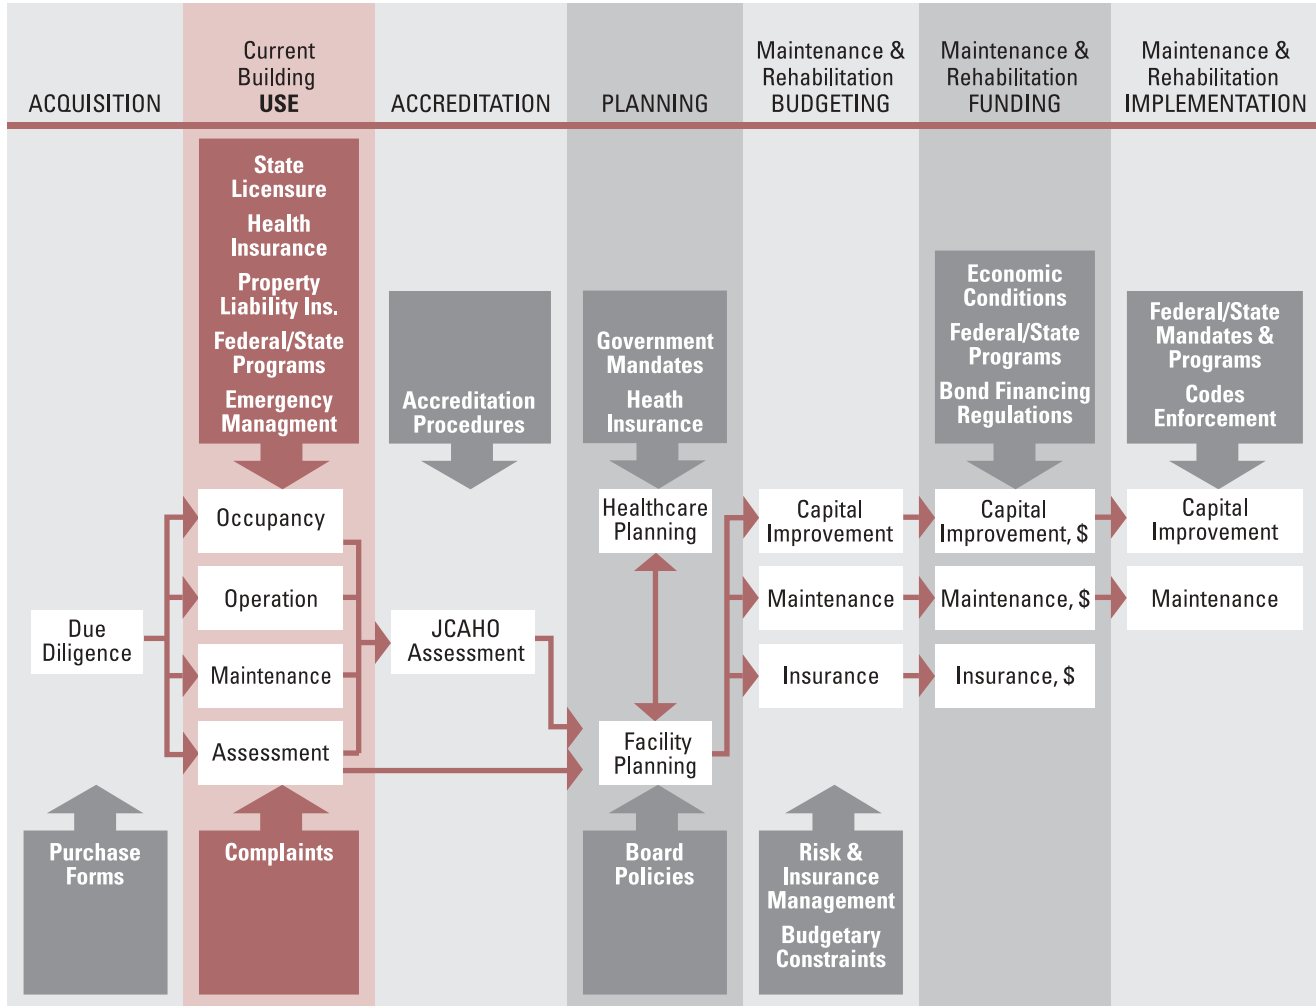 ACQUISITION
Current
Building
USE
ACCREDITATION
PLANNING
Maintenance &
Rehabilitation
BUDGETING
Maintenance &
Rehabilitation
FUNDING
Maintenance &
Rehabilitation
IMPLEMENTATION
State
Licensure
Health
Insurance
Property
Liability Ins.
Federal/State
Programs
Emergency
Managment
Accreditation
Procedures
Government
Mandates
Heath
Insurance
Economic
Conditions
Federal/State
Programs
Bond Financing
Regulations
Federal/State
Mandates &
Programs
Codes
Enforcement
Occupancy
Operation
Maintenance
Assessment
Due
Diligence
JCAHO
Assessment
Healthcare
Planning
Facility
Planning
Capital
Improvement
Maintenance
Insurance
Capital
Improvement, $
Maintenance, $
Insurance, $
Capital
Improvement
Maintenance
Purchase
Forms
Complaints
Board
Policies
Risk &
Insurance
Management
Budgetary
Constraints